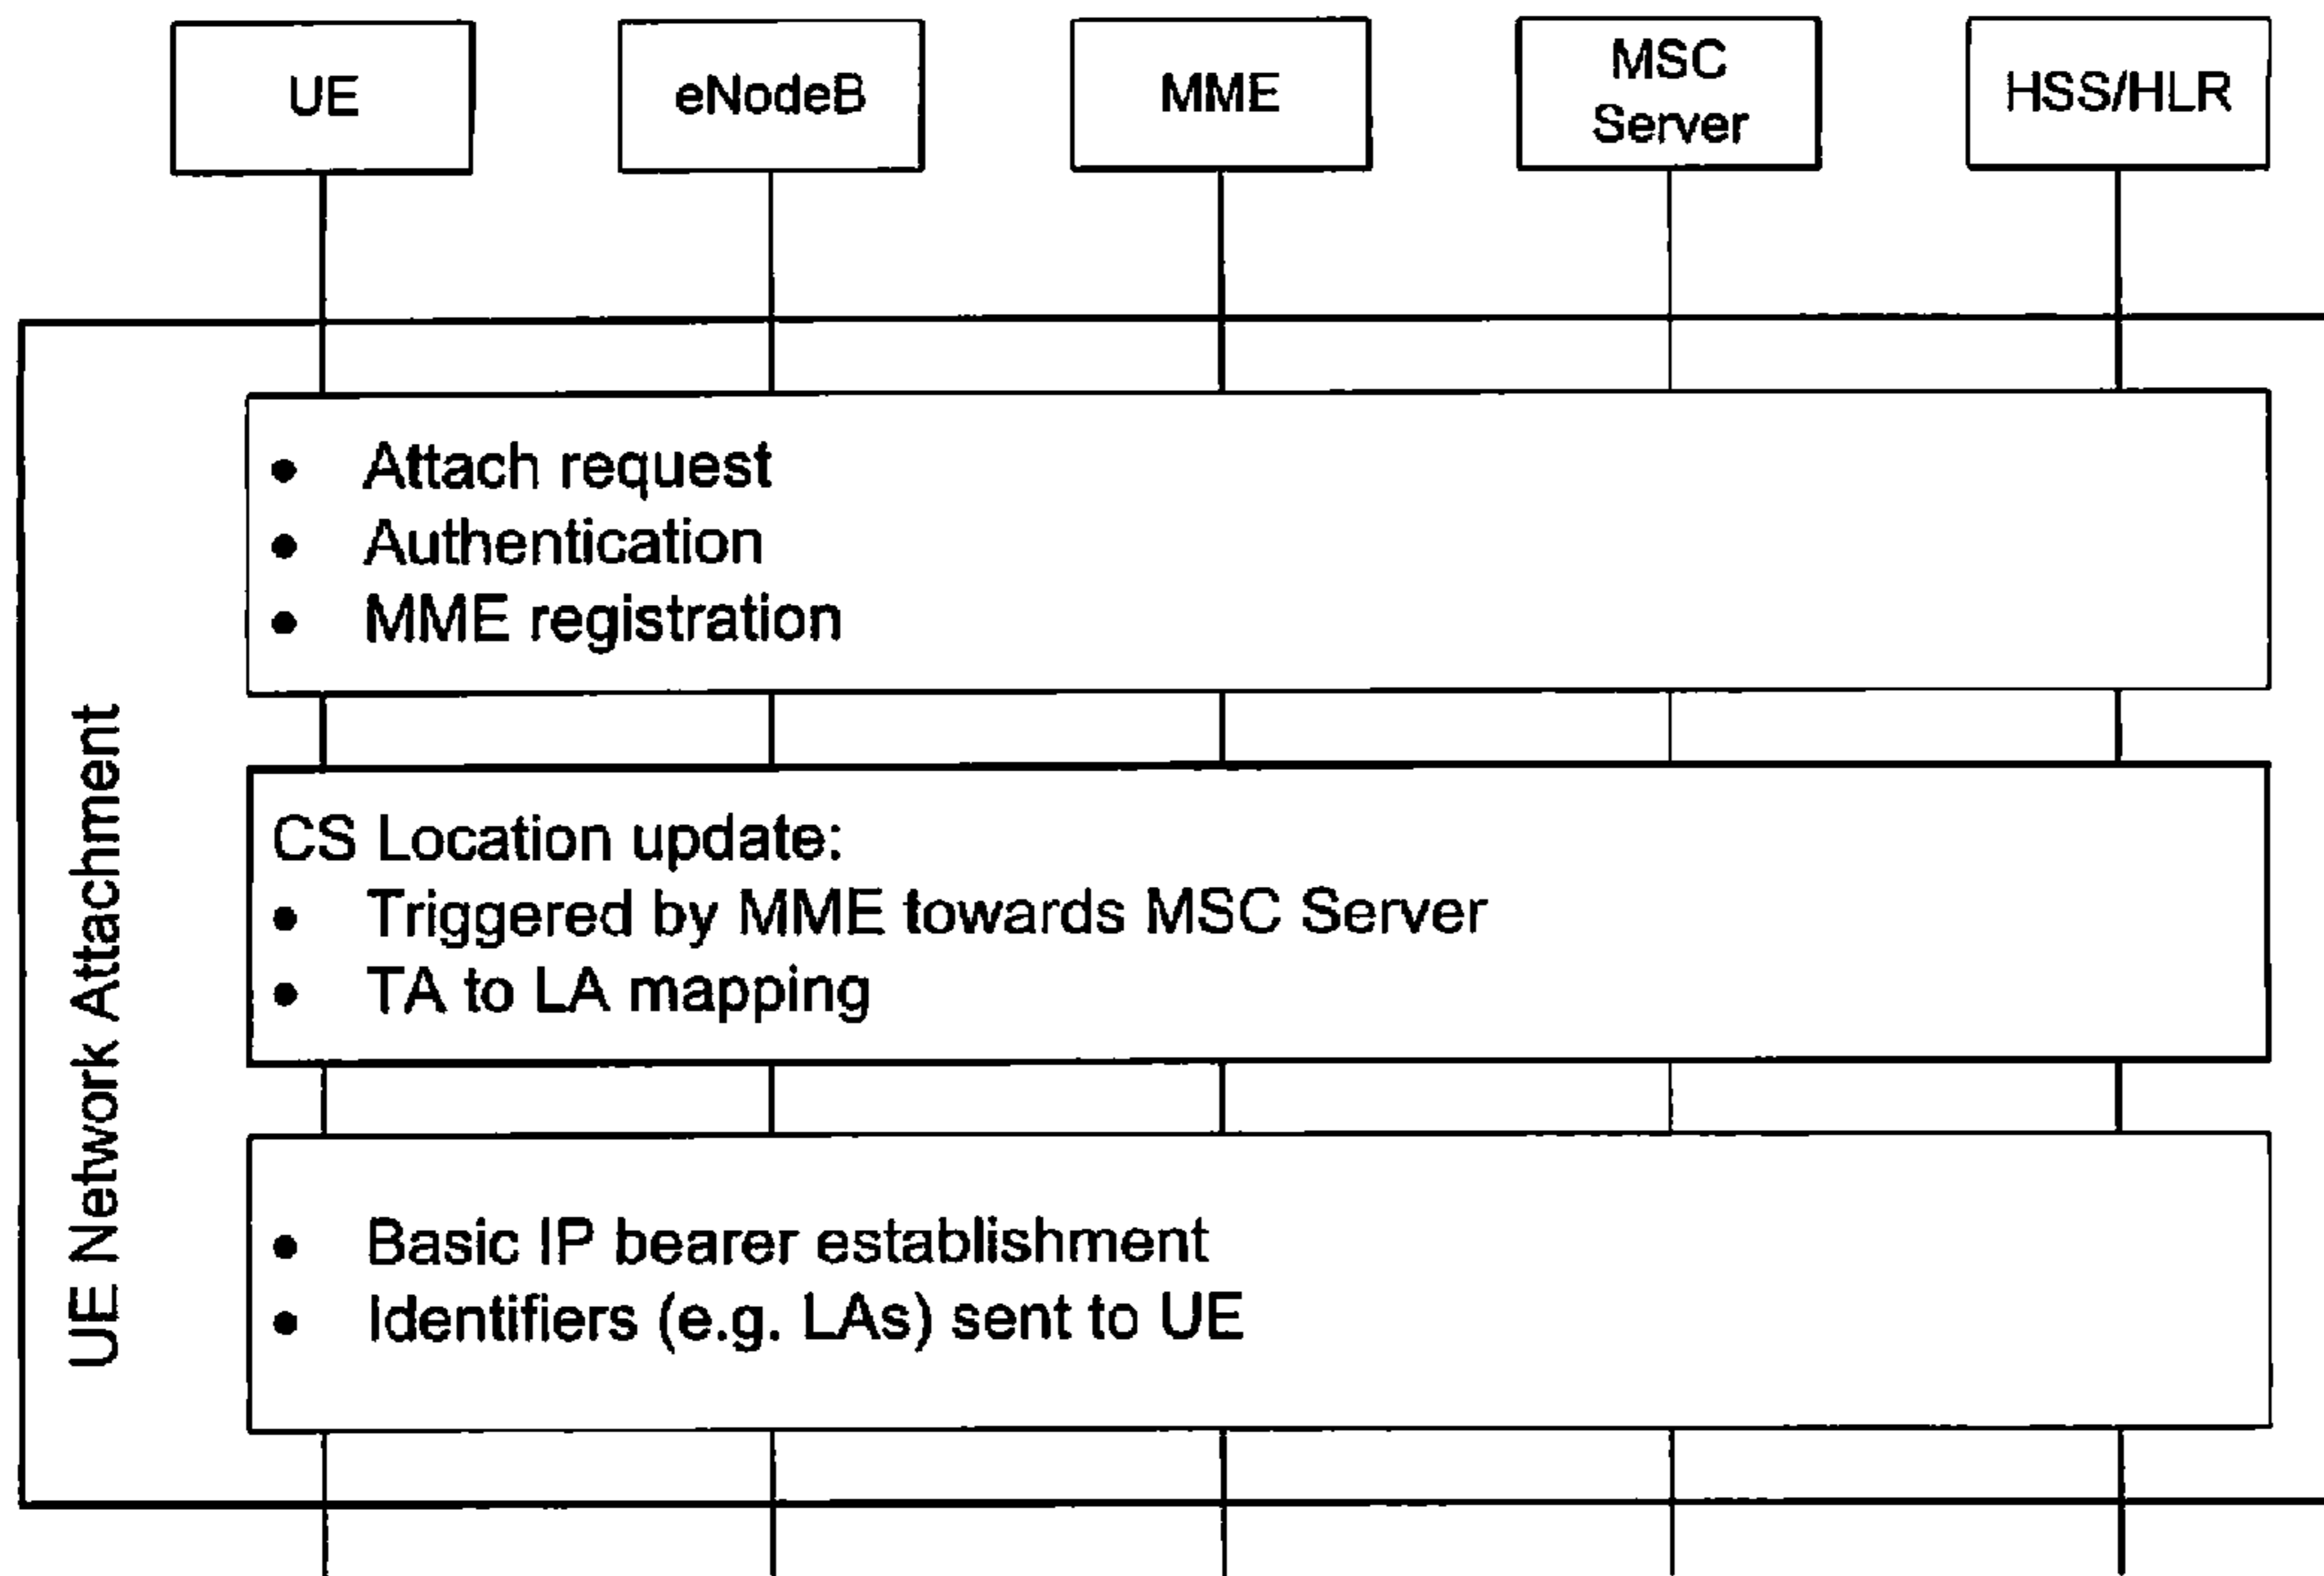 UE
eNodeB
MME
MSC
Server
HSS/HLR
UE Network Attachment
• Attach request
• Authentication
• MME registration
CS Location update:
• Triggered by MME towards MSC Server
• TA to LA mapping
• Basic IP bearer establishment
• Identifiers (e.g. LAs) sent to UE